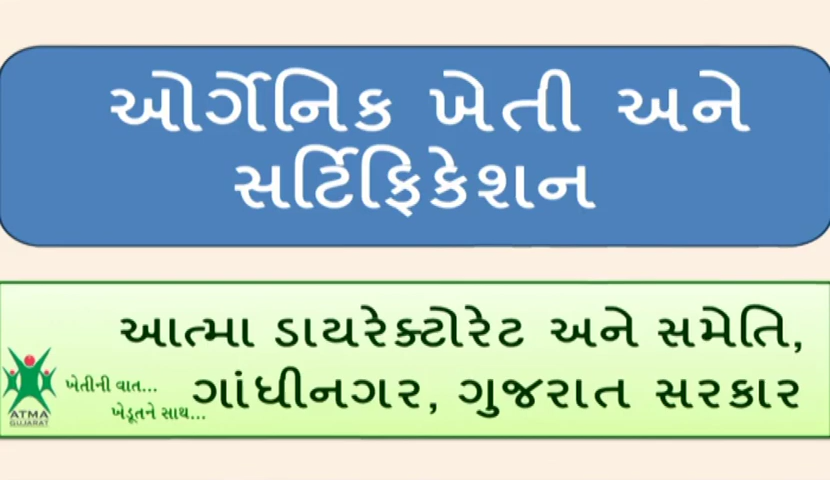 ઓર્ગેનિક ખેતી અને
સર્ટિફિકેશન
આત્મા ડાયરેક્ટોરેટ અને સમેતિ,
ગાંધીનગર, ગુજરાત સરકાર
ખેતીની વાત...
ખેડૂતને સાથ...
ATMA
GUJARAT